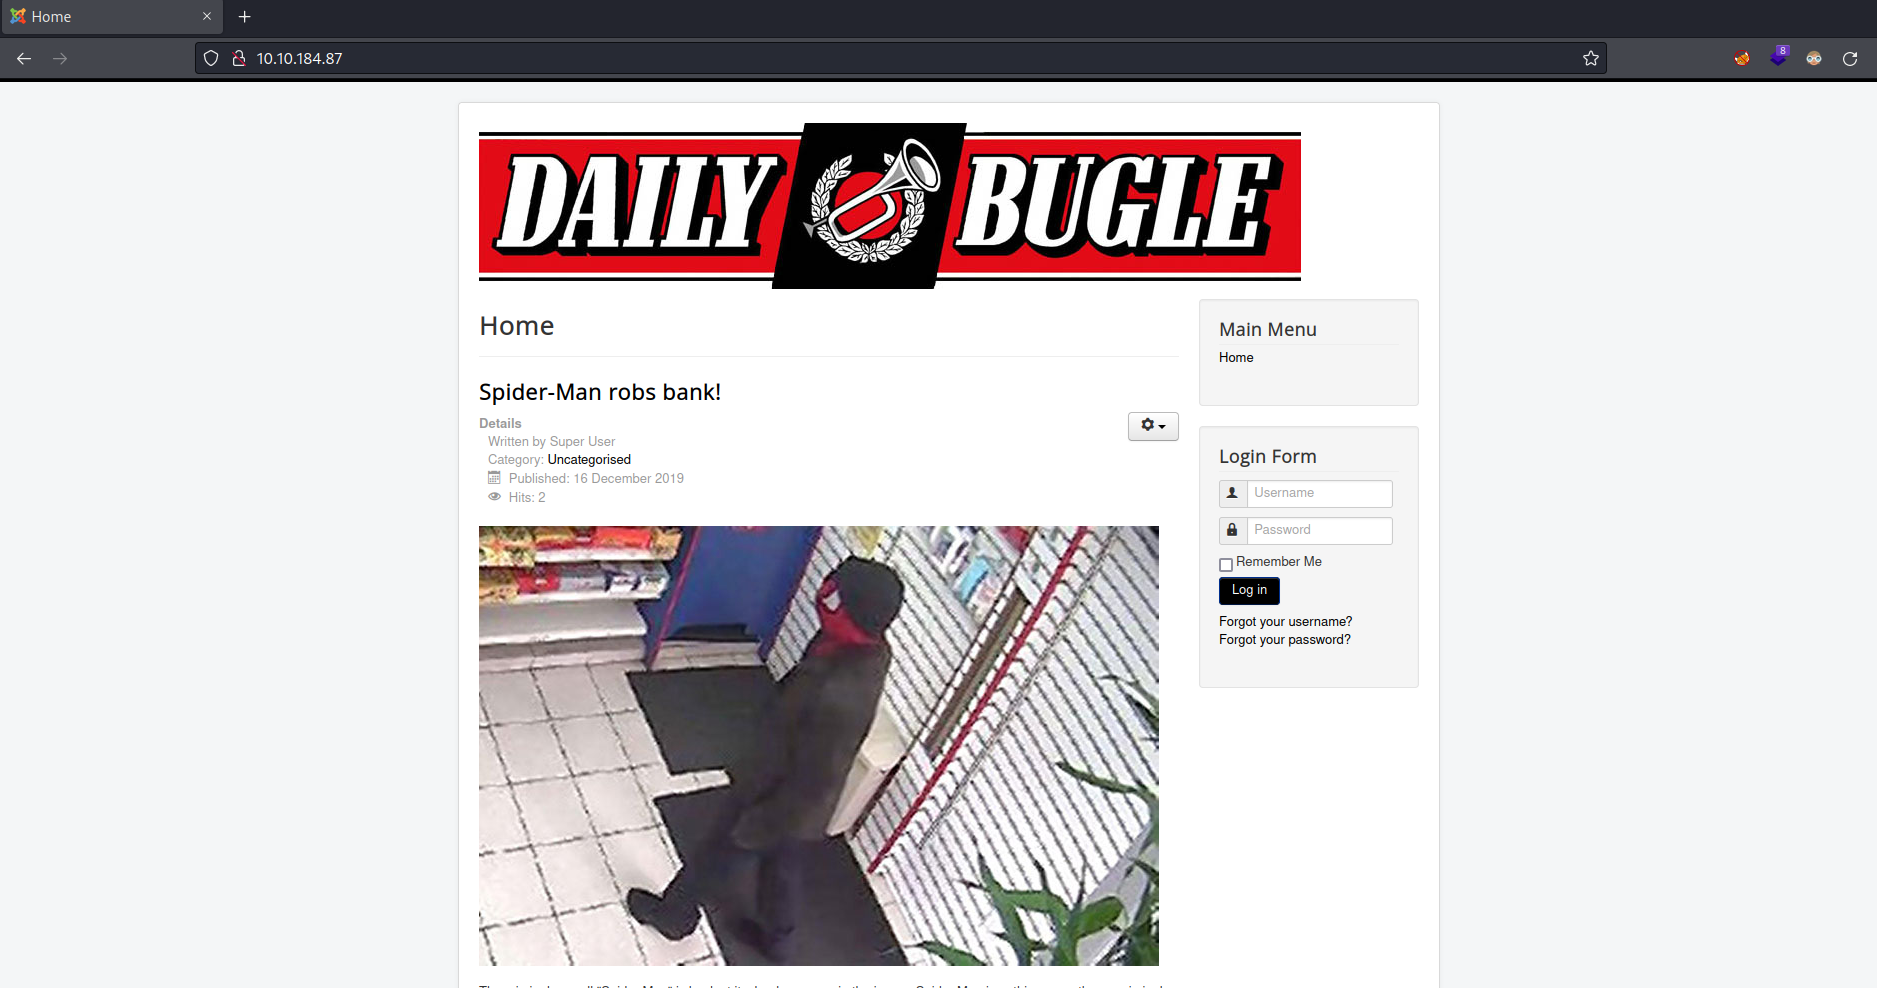 Home
10.10.184.87
8
DAILY BUGLE
Home
Spider-Man robs bank!
Details
Written by Super User
Category: Uncategorised
Published: 16 December 2019
Hits: 2
Main Menu
Home
Login Form
Username
Password
Remember Me
Log in
Forgot your username?
Forgot your password?